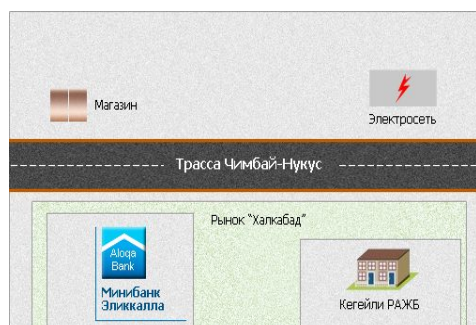 Магазин
Электросеть
Трасса Чимбай-Нукус
Рынок "Халкабад"
Aloqa
Bank
Минибанк
Эликкалла
Кегейли РАЖБ